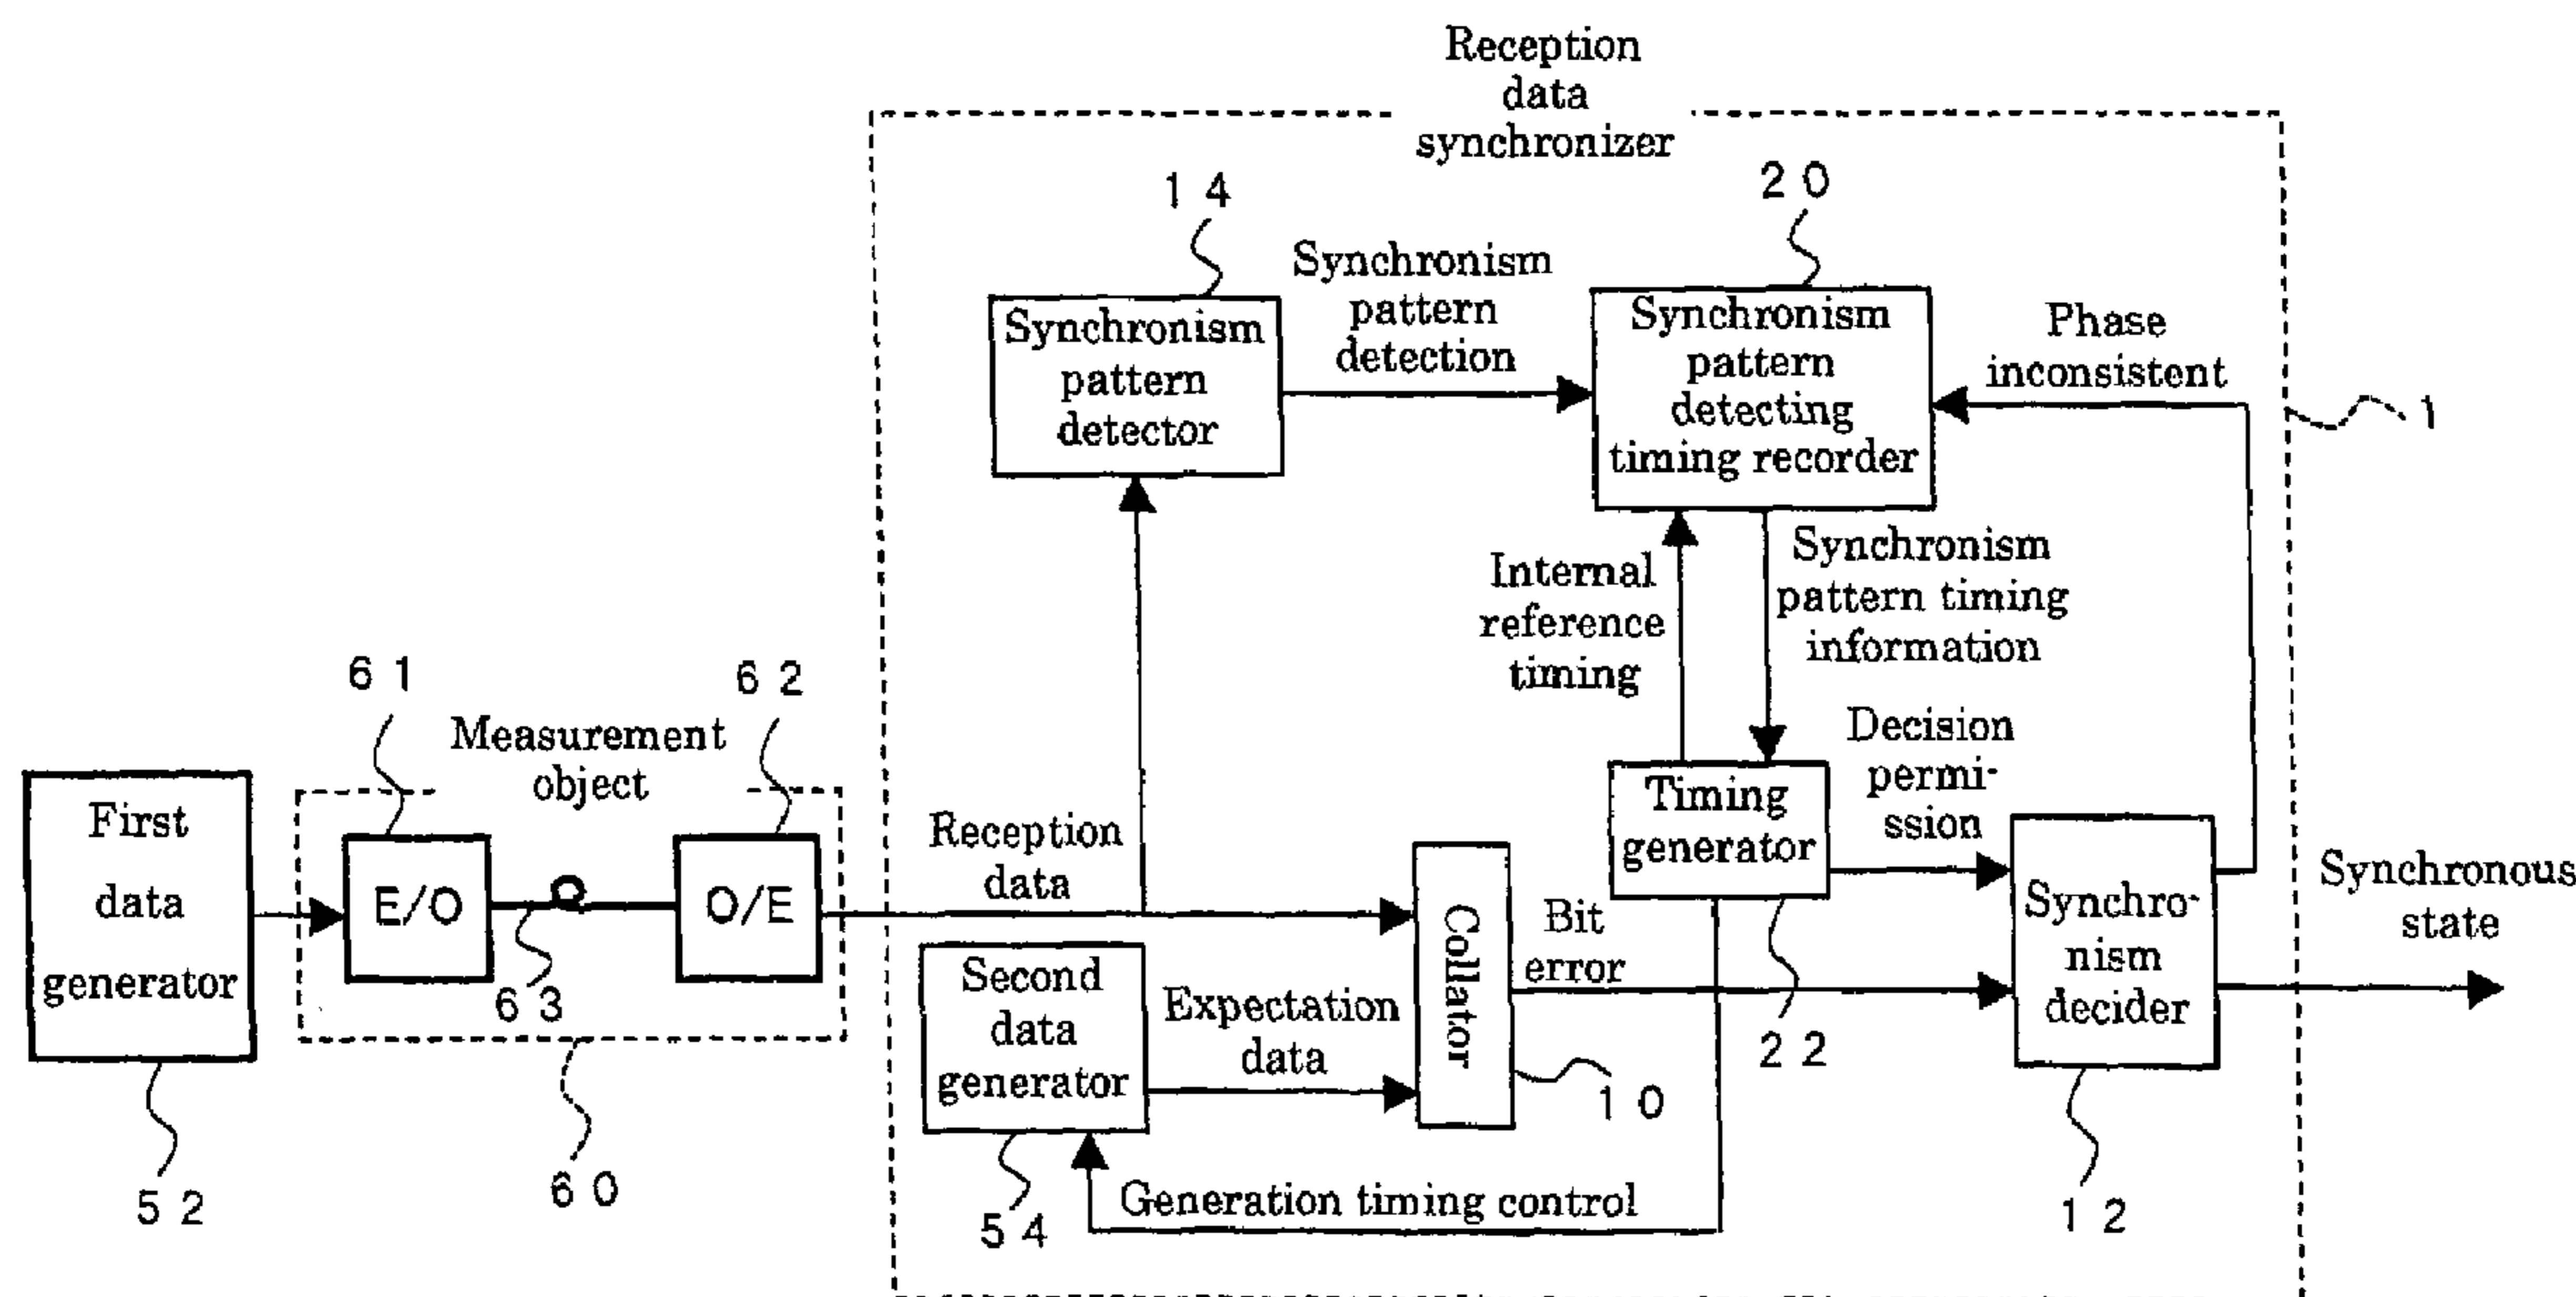 Reception
data
synchronizer
1 4
2 0
Synchronism
pattern
detector
Synchronism
pattern
detection
Synchronism
pattern
detecting
timing recorder
Phase
inconsistent
1
Internal
reference
timing
Synchronism
pattern timing
information
6 1
6 2
Measurement
object
First
data
generator
E/O
O/E
6 3
5 2
6 0
Reception
data
Second
data
generator
5 4
Expectation
data
Collator
1 0
Bit
error
Timing
generator
2 2
Decision
permi-
ssion
Synchro-
nism
decider
1 2
Synchronous
state
Generation timing control